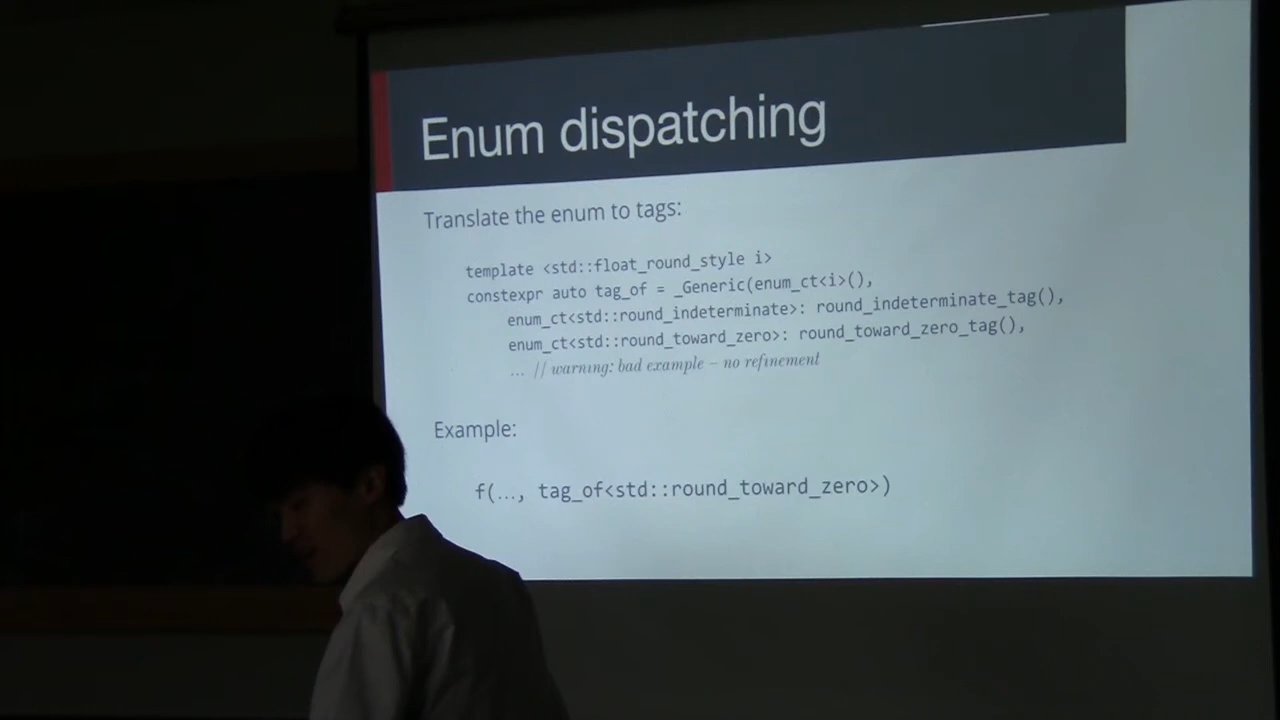 Enum dispatching
Translate the enum to tags:
template <std::float_round_style i>
constexpr auto tag_of = _Generic(enum_ct<i>(),
enum_ct<std::round_indeterminate>: round_indeterminate_tag(),
enum_ct<std::round_toward_zero>: round_toward_zero_tag(),
... // warning: bad example – no refinement
Example:
f(..., tag_of<std::round_toward_zero>)